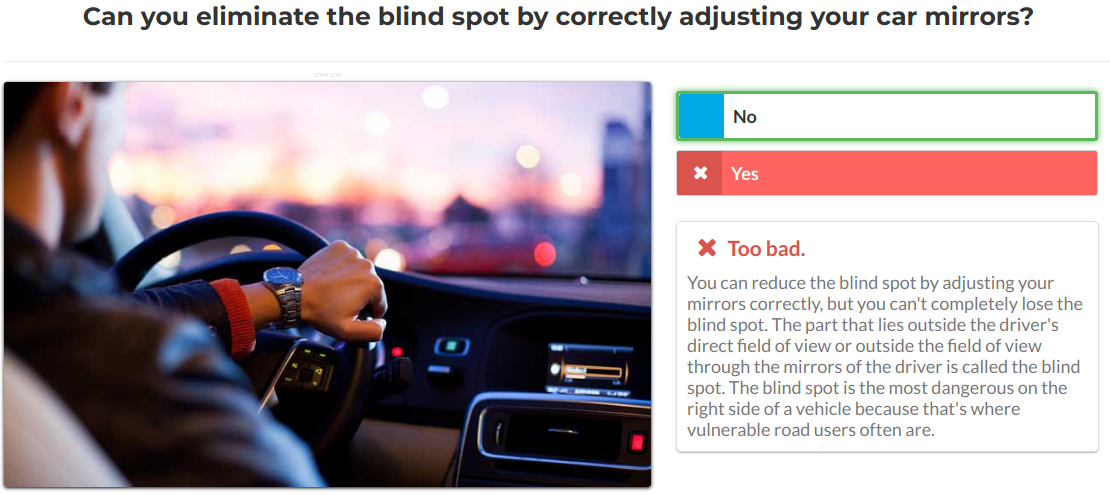 Can you eliminate the blind spot by correctly adjusting your car mirrors?
No
Yes
Too bad.
You can reduce the blind spot by adjusting your
mirrors correctly, but you can't completely lose the
blind spot. The part that lies outside the driver's
direct field of view or outside the field of view
through the mirrors of the driver is called the blind
spot. The blind spot is the most dangerous on the
right side of a vehicle because that's where
vulnerable road users often are.